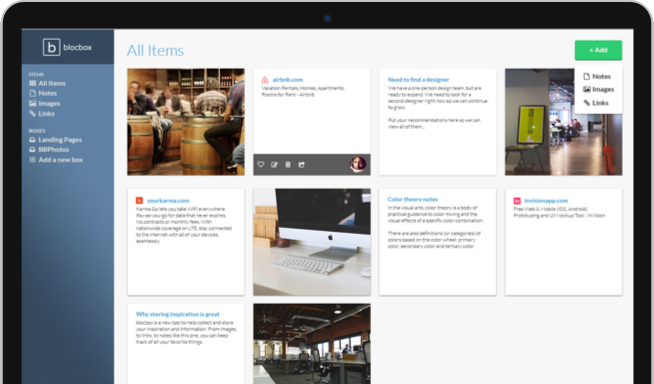 b blocbox
ITEMS
All Items
Notes
Images
Links
BOXES
Landing Pages
BBPhotos
Add a new box
All Items
+ Add
Notes
Images
Links
airbnb.com
Vacation Rentals, Homes, Apartments,
Rooms for Rent - Airbnb
Need to find a designer
We have a one-person design team, but are
ready to expand. We need to look for a
second designer right now so we can continue
to grow.
Put your recommendations here so we can
view all of them...
yourkarma.com
Karma Go lets you take WiFi everywhere.
Pay-as-you-go for data that never expires.
No contracts or monthly fees. With
nationwide coverage on LTE, stay connected
to the internet with all of your devices,
seamlessly.
Color theory notes
In the visual arts, color theory is a body of
practical guidance to color mixing and the
visual effects of a specific color combination.
There are also definitions (or categories) of
colors based on the color wheel: primary
color, secondary color and tertiary color.
in invisionapp.com
Free Web & Mobile (iOS, Android)
Prototyping and UI Mockup Tool | InVision
Why storing inspiration is great
blocbox is a new tool to help collect and store
your inspiration and information. From images,
to links, to notes like this one, you can keep
track of all your favorite things.